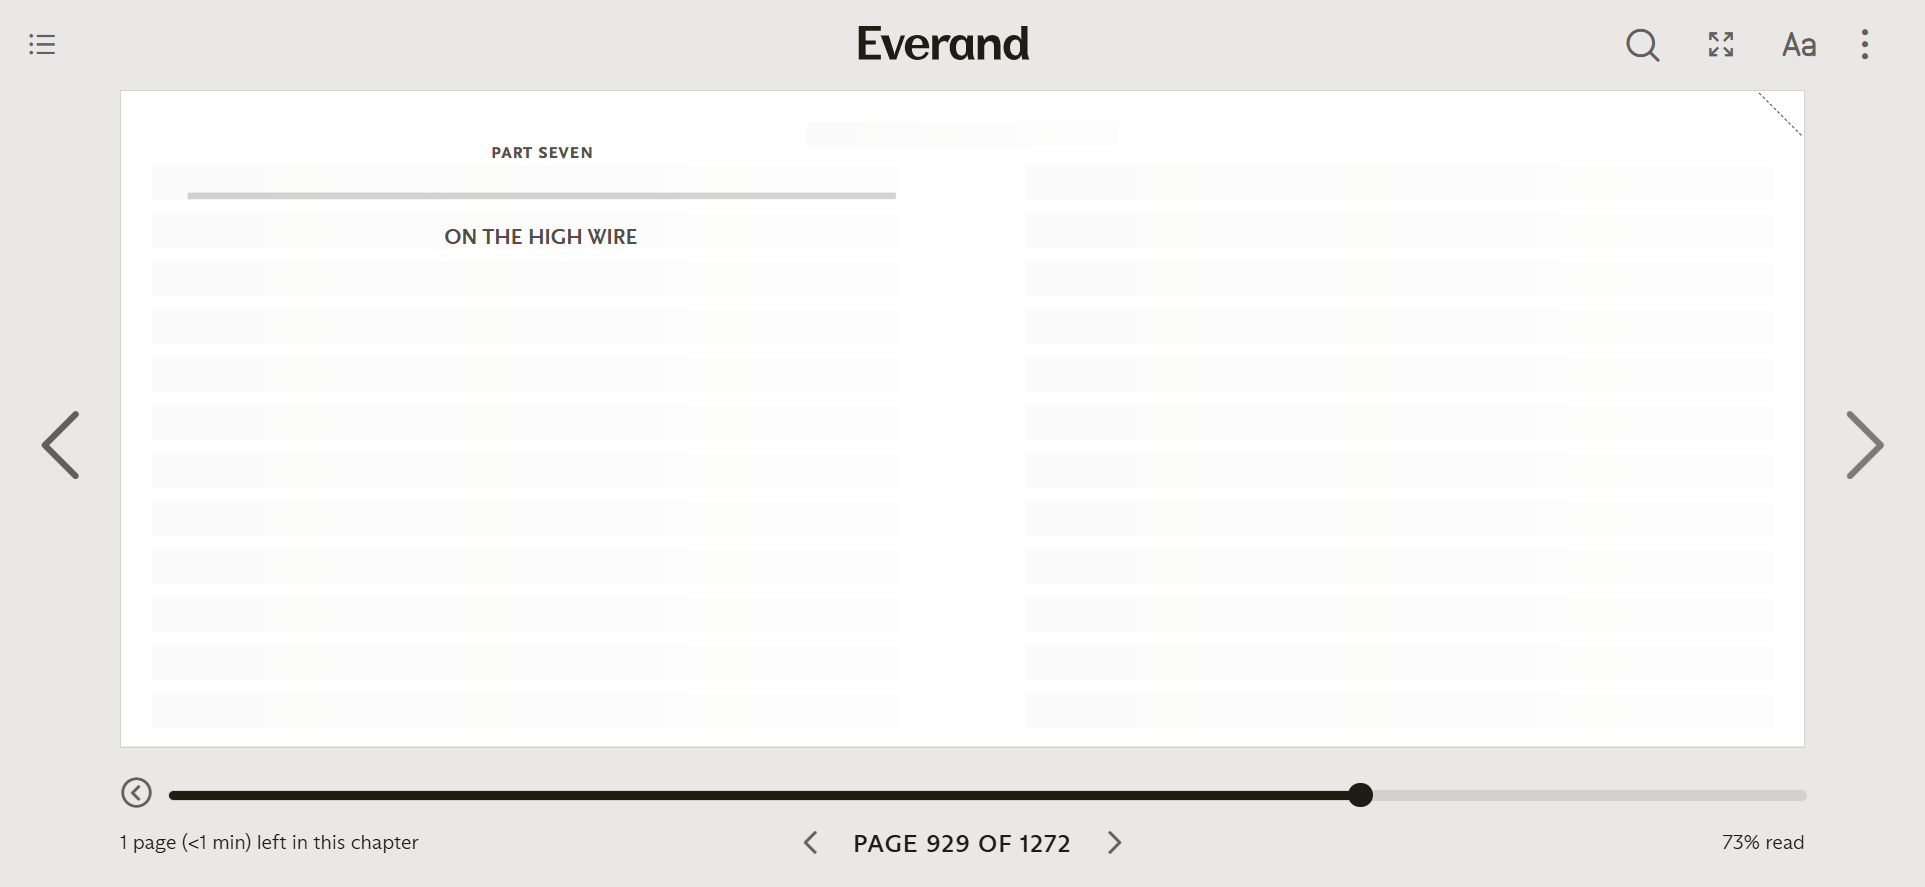 Everand
Aa
PART SEVEN
ON THE HIGH WIRE
1 page (<1 min) left in this chapter
PAGE 929 OF 1272
73% read